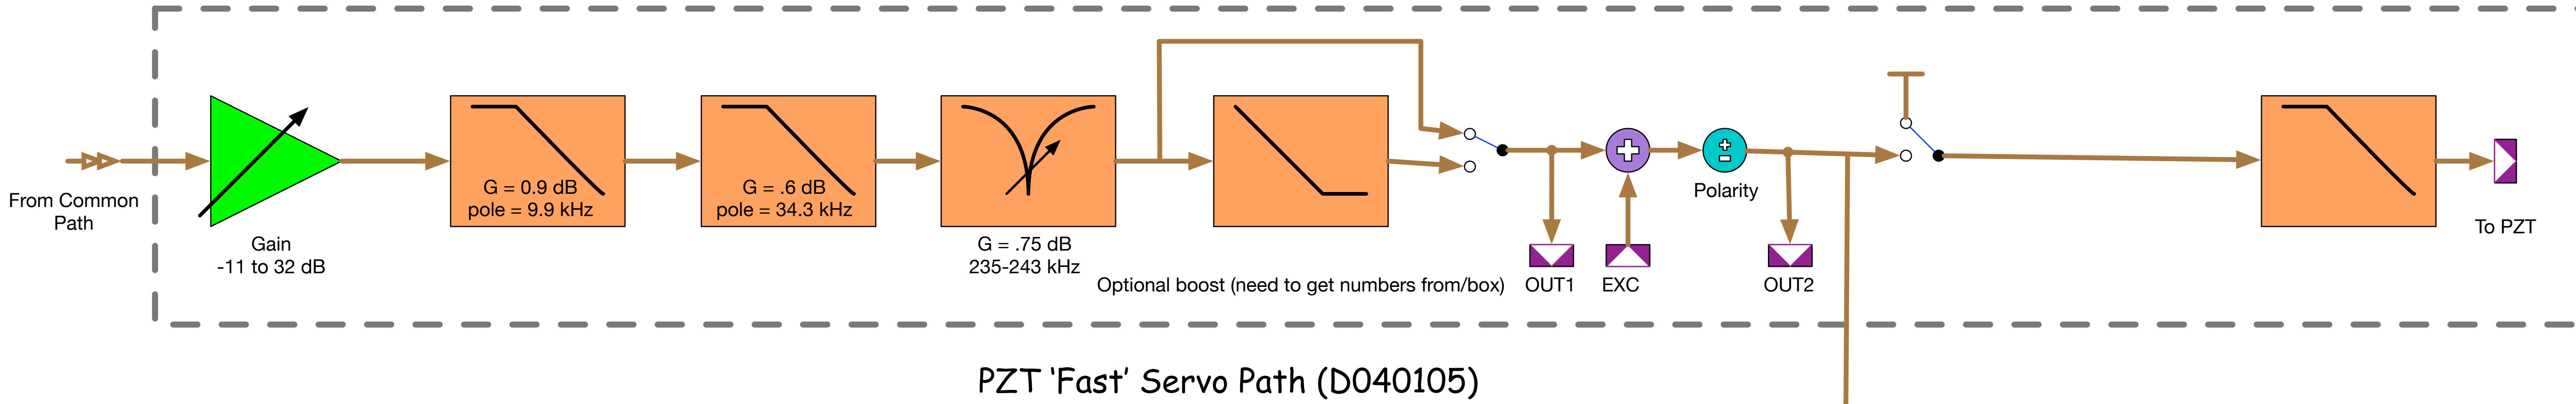 From Common
Path
Gain
-11 to 32 dB
G = 0.9 dB
pole = 9.9 kHz
G = .6 dB
pole = 34.3 kHz
G = .75 dB
235-243 kHz
Optional boost (need to get numbers from/box)
OUT1
EXC
+
-
Polarity
OUT2
To PZT
PZT ‘Fast’ Servo Path (D040105)